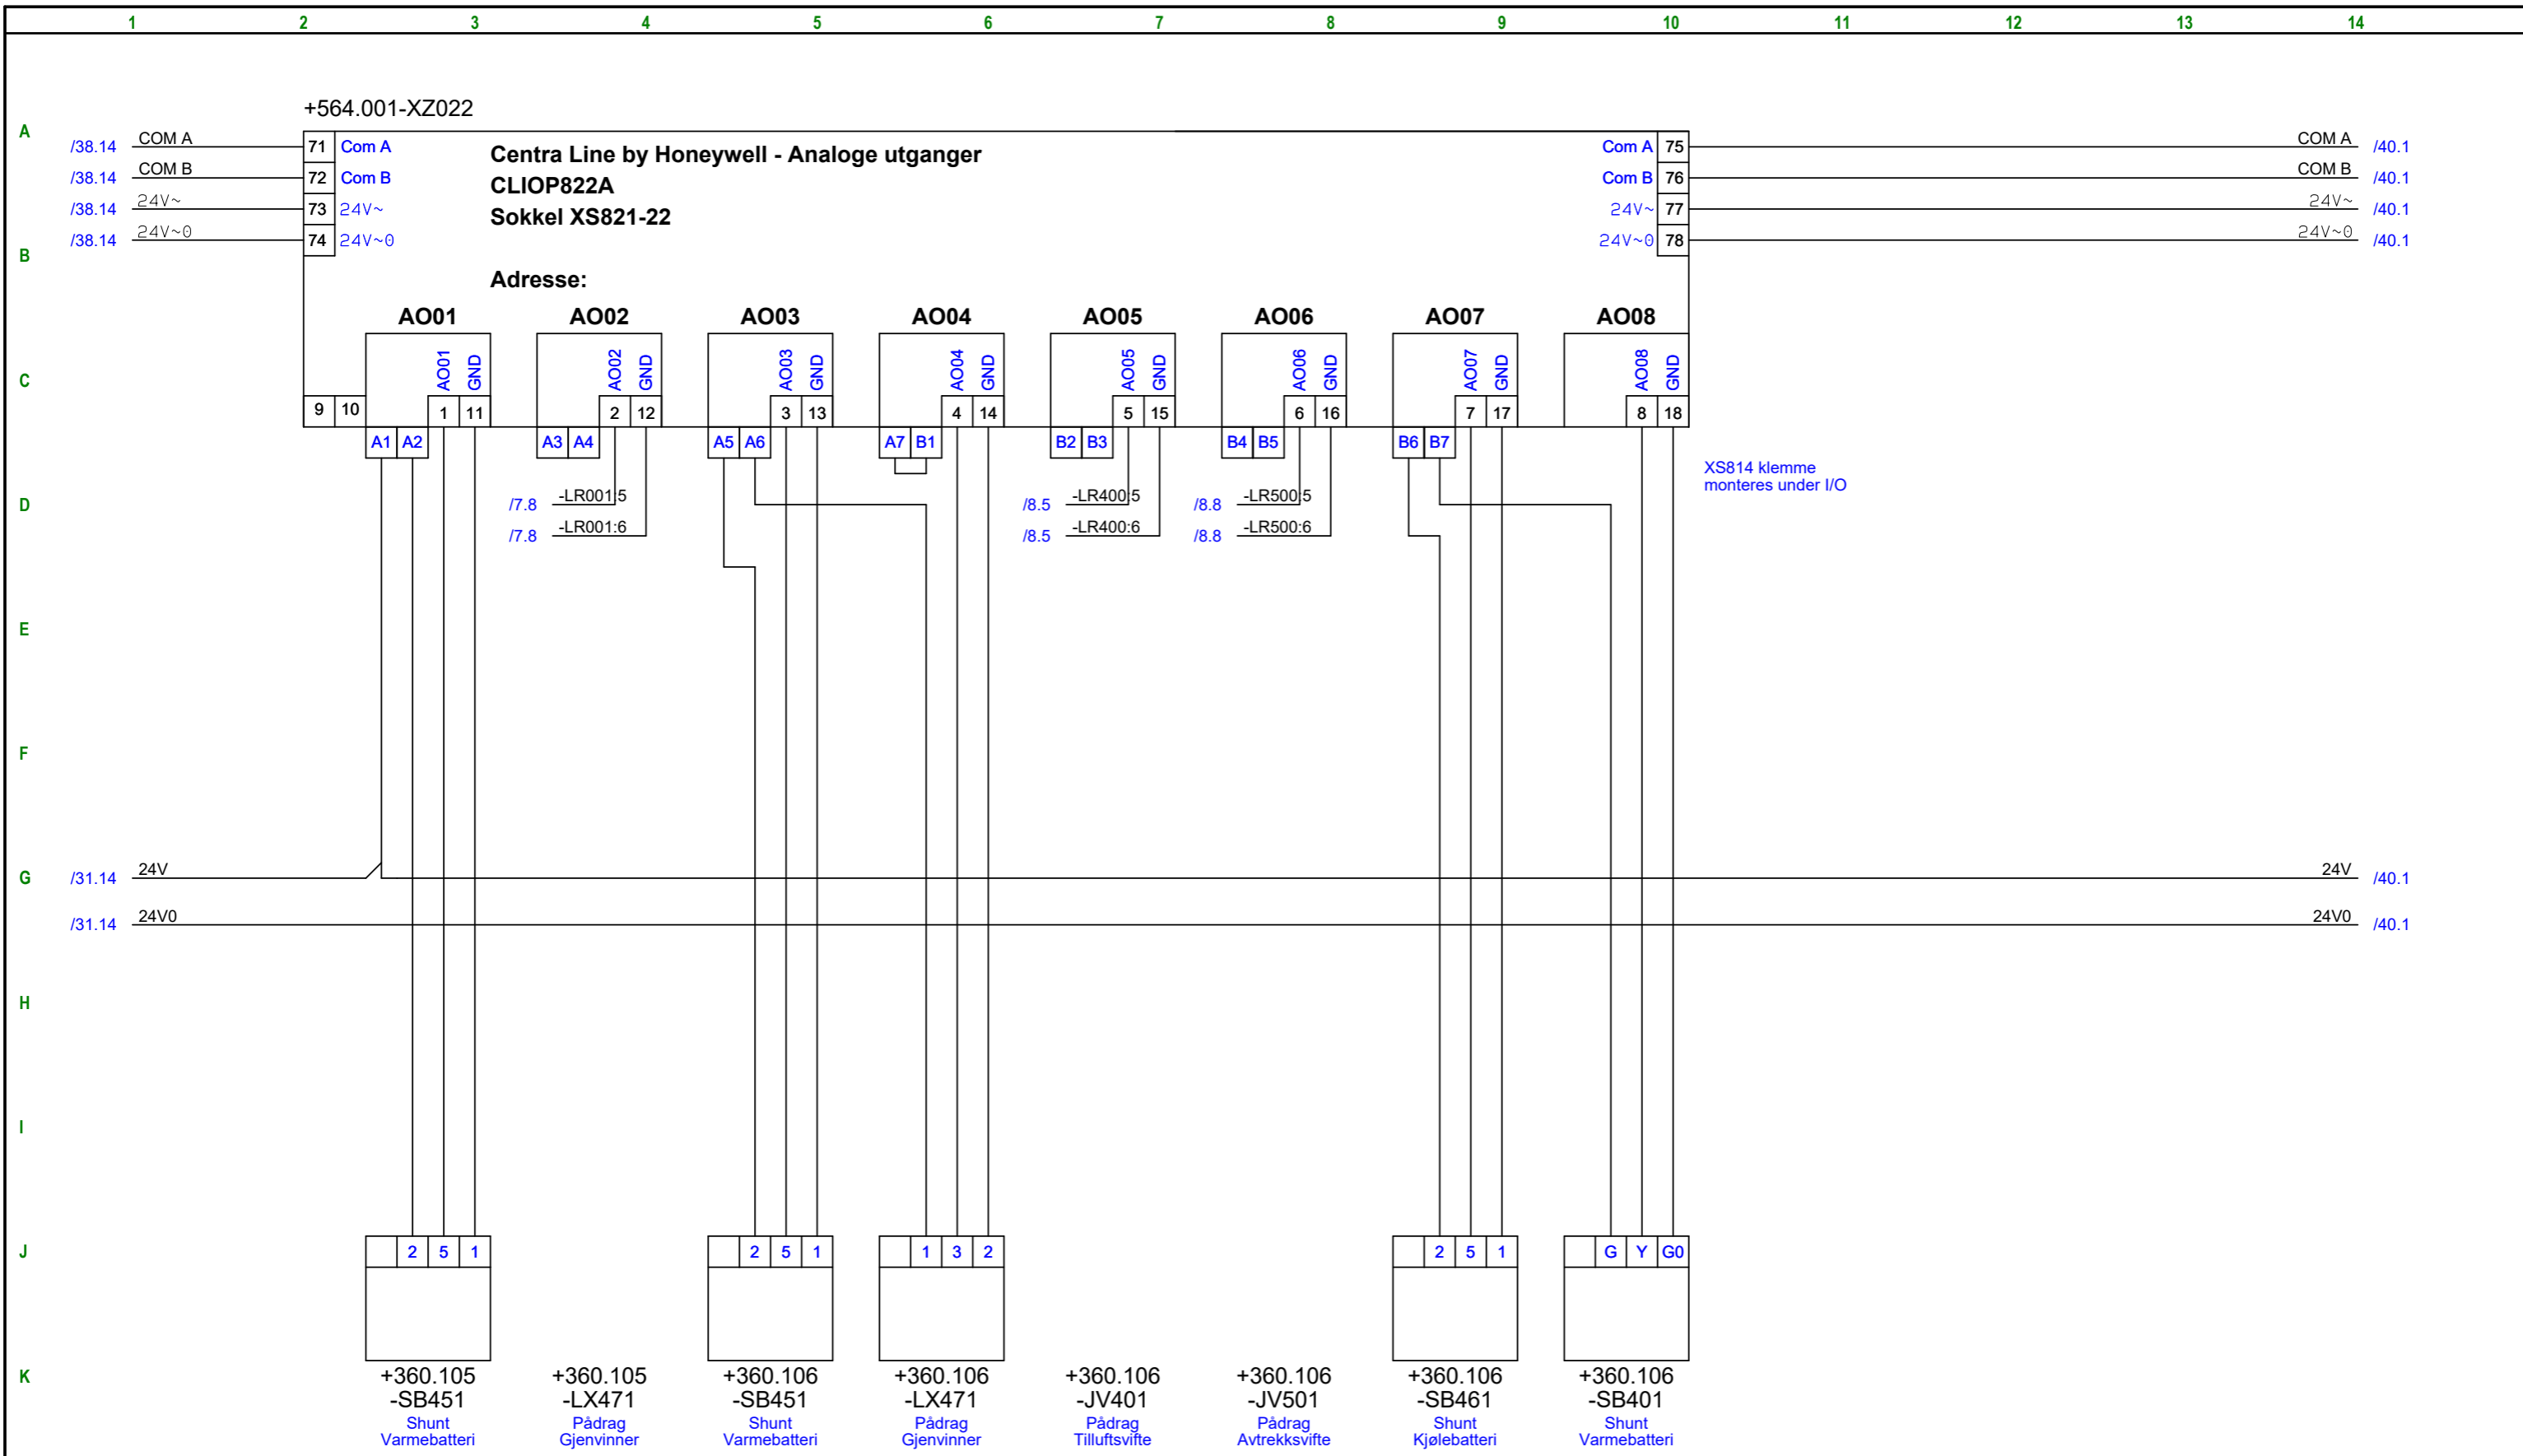 1 2 3 4 5 6 7 8 9 10 11 12 13 14
+564.001-XZ022
A
/38.14 COM A 71 Com A
Centra Line by Honeywell - Analoge utganger
Com A 75 COM A /40.1
/38.14 COM B 72 Com B
CLIOP822A
Com B 76 COM B /40.1
/38.14 24V~ 73 24V~
Sokkel XS821-22
24V~ 77 24V~ /40.1
/38.14 24V~0 74 24V~0
24V~0 78 24V~0 /40.1
B
Adresse:
AO01 AO02 AO03 AO04 AO05 AO06 AO07 AO08
C
AO01 GND AO02 GND AO03 GND AO04 GND AO05 GND AO06 GND AO07 GND AO08 GND
9 10 1 11 2 12 3 13 4 14 5 15 6 16 7 17 8 18
A1 A2 A3 A4 A5 A6 A7 B1 B2 B3 B4 B5 B6 B7
XS814 klemme
monteres under I/O
D
/7.8 -LR001:5 /8.5 -LR400:5 /8.8 -LR500:5
/7.8 -LR001:6 /8.5 -LR400:6 /8.8 -LR500:6
E
F
G
/31.14 24V 24V /40.1
/31.14 24V0 24V0 /40.1
H
I
J
2 5 1 2 5 1 1 3 2 2 5 1 G Y G0
K
+360.105 +360.105 +360.106 +360.106 +360.106 +360.106 +360.106 +360.106
-SB451 -LX471 -SB451 -LX471 -JV401 -JV501 -SB461 -SB401
Shunt Pådrag Shunt Pådrag Pådrag Pådrag Shunt Shunt
Varmebatteri Gjenvinner Varmebatteri Gjenvinner Tilluftsvifte Avtrekksvifte Kjølebatteri Varmebatteri